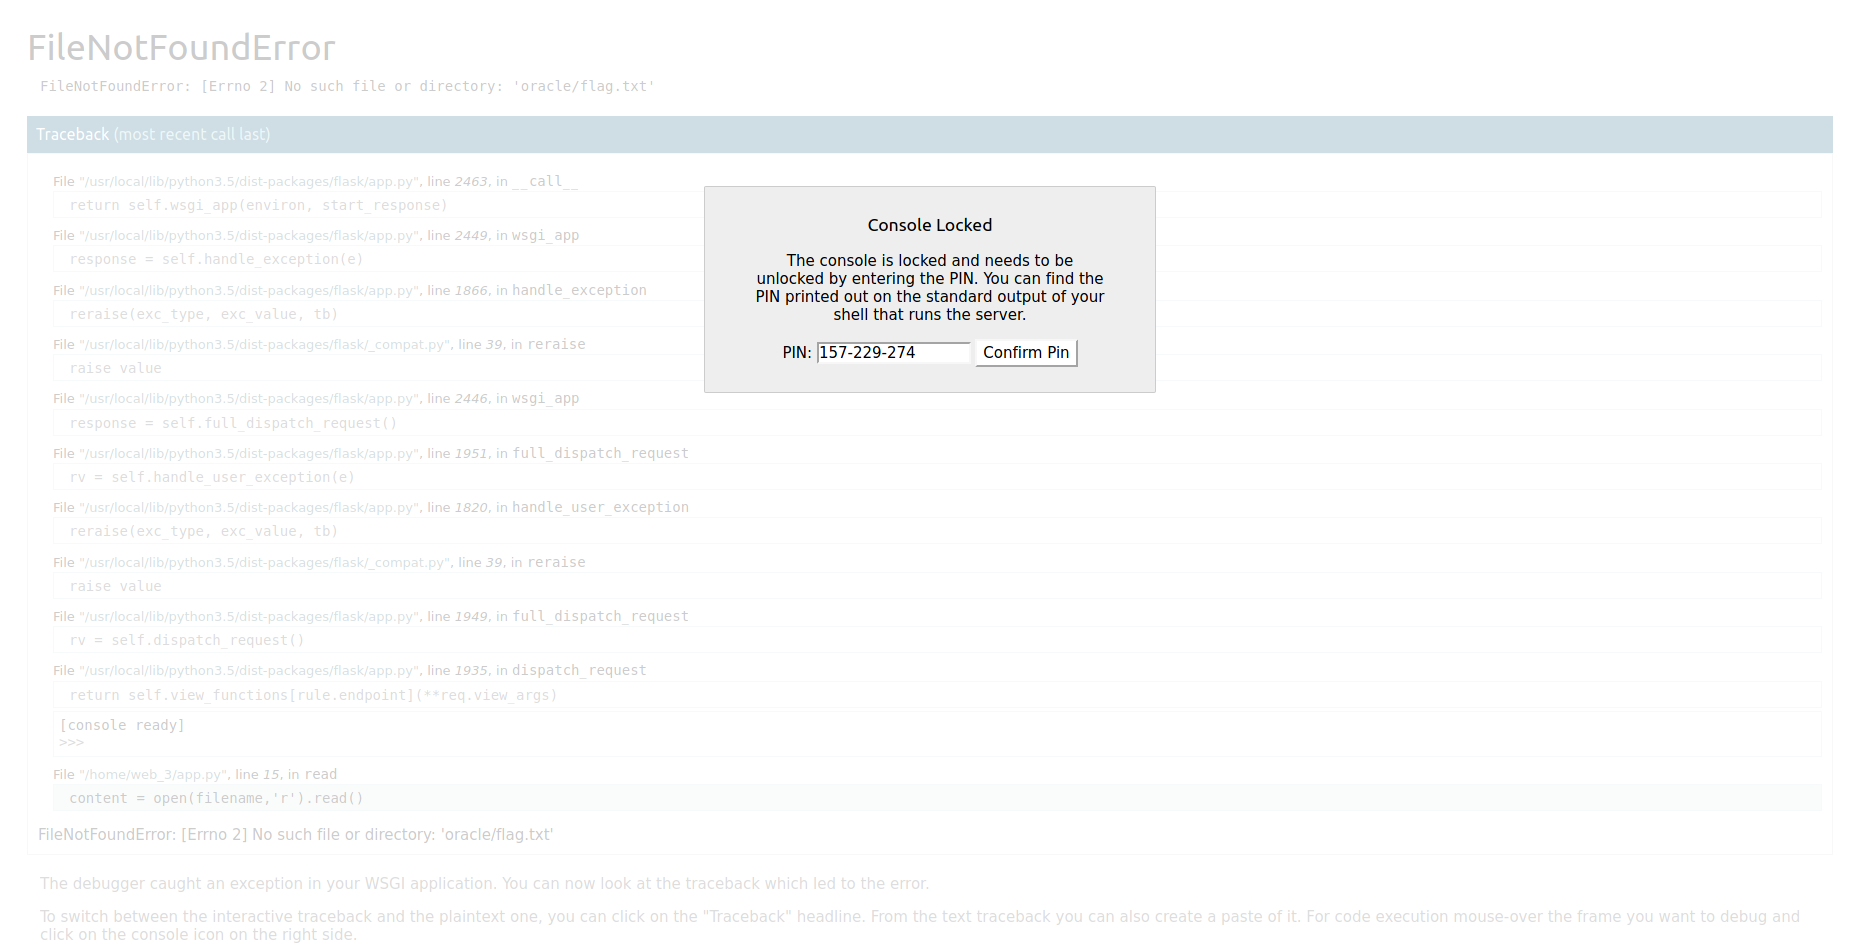 FileNotFoundError
FileNotFoundError: [Errno 2] No such file or directory: 'oracle/flag.txt'
Traceback (most recent call last)
File "/usr/local/lib/python3.5/dist-packages/flask/app.py", line 2463, in __call__
return self.wsgi_app(environ, start_response)
File "/usr/local/lib/python3.5/dist-packages/flask/app.py", line 2449, in wsgi_app
response = self.handle_exception(e)
File "/usr/local/lib/python3.5/dist-packages/flask/app.py", line 1866, in handle_exception
reraise(exc_type, exc_value, tb)
File "/usr/local/lib/python3.5/dist-packages/flask/_compat.py", line 39, in reraise
raise value
File "/usr/local/lib/python3.5/dist-packages/flask/app.py", line 2446, in wsgi_app
response = self.full_dispatch_request()
File "/usr/local/lib/python3.5/dist-packages/flask/app.py", line 1951, in full_dispatch_request
rv = self.handle_user_exception(e)
File "/usr/local/lib/python3.5/dist-packages/flask/app.py", line 1820, in handle_user_exception
reraise(exc_type, exc_value, tb)
File "/usr/local/lib/python3.5/dist-packages/flask/_compat.py", line 39, in reraise
raise value
File "/usr/local/lib/python3.5/dist-packages/flask/app.py", line 1949, in full_dispatch_request
rv = self.dispatch_request()
File "/usr/local/lib/python3.5/dist-packages/flask/app.py", line 1935, in dispatch_request
return self.view_functions[rule.endpoint](**req.view_args)
[console ready]
>>>
File "/home/web_3/app.py", line 15, in read
content = open(filename,'r').read()
FileNotFoundError: [Errno 2] No such file or directory: 'oracle/flag.txt'
The debugger caught an exception in your WSGI application. You can now look at the traceback which led to the error.
To switch between the interactive traceback and the plaintext one, you can click on the "Traceback" headline. From the text traceback you can also create a paste of it. For code execution mouse-over the frame you want to debug and
click on the console icon on the right side.
Console Locked
The console is locked and needs to be
unlocked by entering the PIN. You can find the
PIN printed out on the standard output of your
shell that runs the server.
PIN: 157-229-274 Confirm Pin